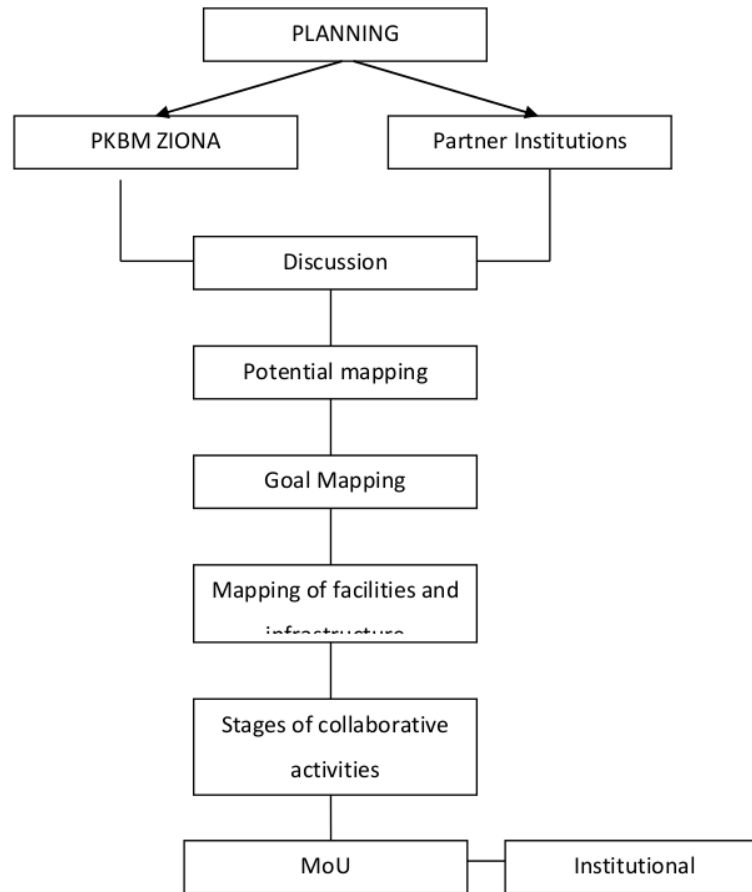 PLANNING
PKBM ZIONA
Partner Institutions
Discussion
Potential mapping
Goal Mapping
Mapping of facilities and
infrastructure
Stages of collaborative
activities
MoU
Institutional